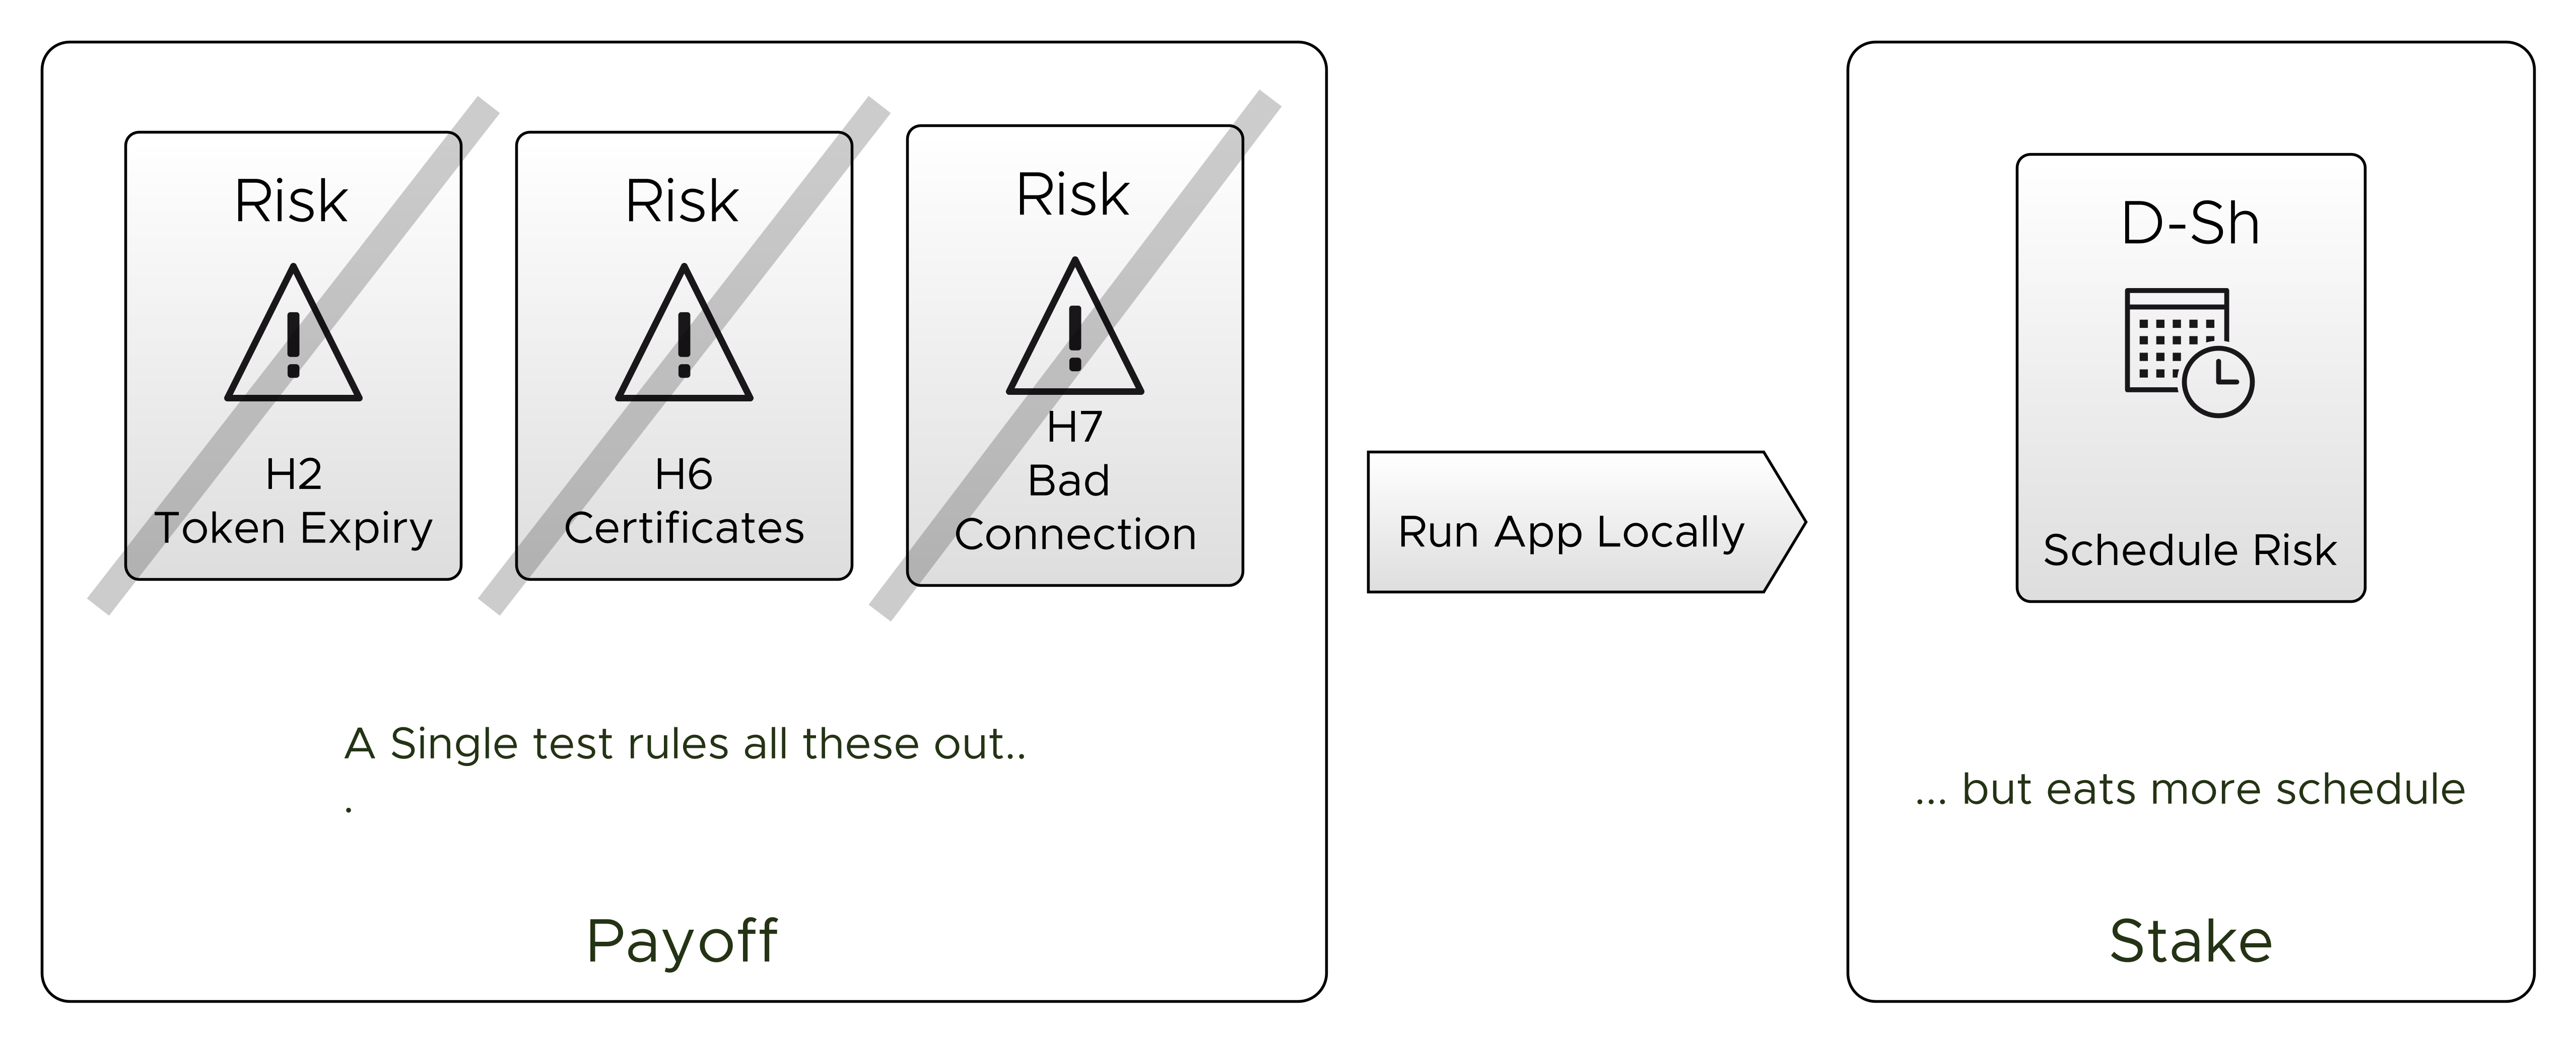 Risk
H2
Token Expiry
Risk
H6
Certificates
Risk
H7
Bad
Connection
A Single test rules all these out..
.
Payoff
Run App Locally
D-Sh
Schedule Risk
... but eats more schedule
Stake